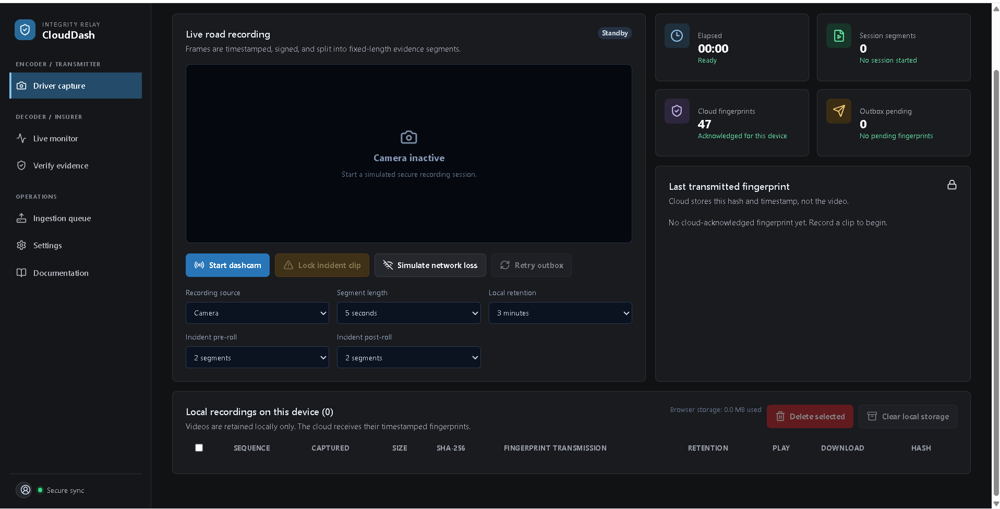 INTEGRITY RELAY
CloudDash
ENCODER / TRANSMITTER
Driver capture
DECODER / INSURER
Live monitor
Verify evidence
OPERATIONS
Ingestion queue
Settings
Documentation
Secure sync
Live road recording
Standby
Frames are timestamped, signed, and split into fixed-length evidence segments.
Camera inactive
Start a simulated secure recording session.
Start dashcam
Lock incident clip
Simulate network loss
Retry outbox
Recording source
Segment length
Local retention
Camera
5 seconds
3 minutes
Incident pre-roll
Incident post-roll
2 segments
2 segments
Elapsed
00:00
Ready
Session segments
0
No session started
Cloud fingerprints
47
Acknowledged for this device
Outbox pending
0
No pending fingerprints
Last transmitted fingerprint
Cloud stores this hash and timestamp, not the video.
No cloud-acknowledged fingerprint yet. Record a clip to begin.
Local recordings on this device (0)
Videos are retained locally only. The cloud receives their timestamped fingerprints.
Browser storage: 0.0 MB used
Delete selected
Clear local storage
SEQUENCE CAPTURED SIZE SHA-256 FINGERPRINT TRANSMISSION RETENTION PLAY DOWNLOAD HASH